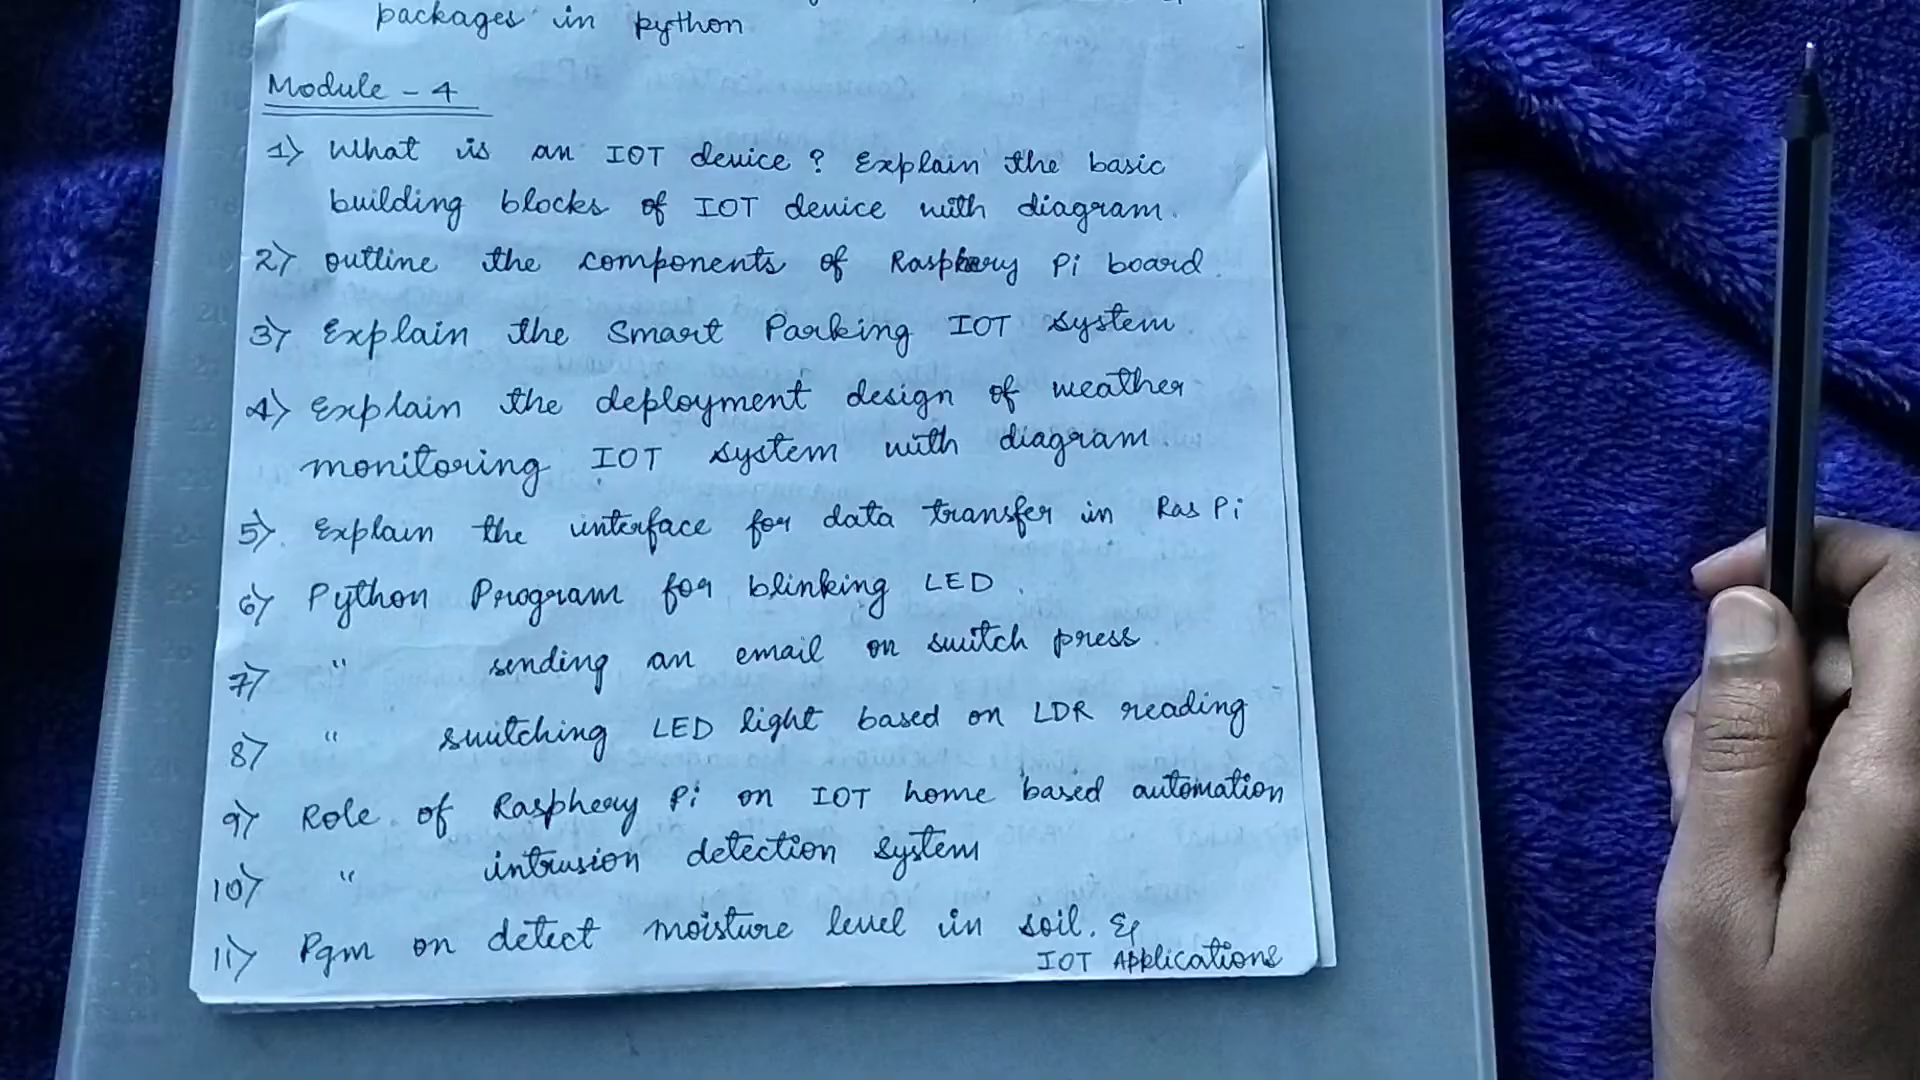 packages in python
Module - 4
1) What is an IOT device ? Explain the basic
building blocks of IOT device with diagram.
2) outline the components of Raspbery Pi board.
3) Explain the Smart Parking IOT system.
4) Explain the deployment design of weather
monitoring IOT system with diagram.
5). Explain the interface for data transfer in Ras Pi
6) Python Program for blinking LED.
7) " sending an email on switch press.
8) " switching LED light based on LDR reading
9) Role of Raspbery Pi on IOT home based automation
10) " intrusion detection system
11) Pgm on detect moisture level in soil. &
IOT Applications